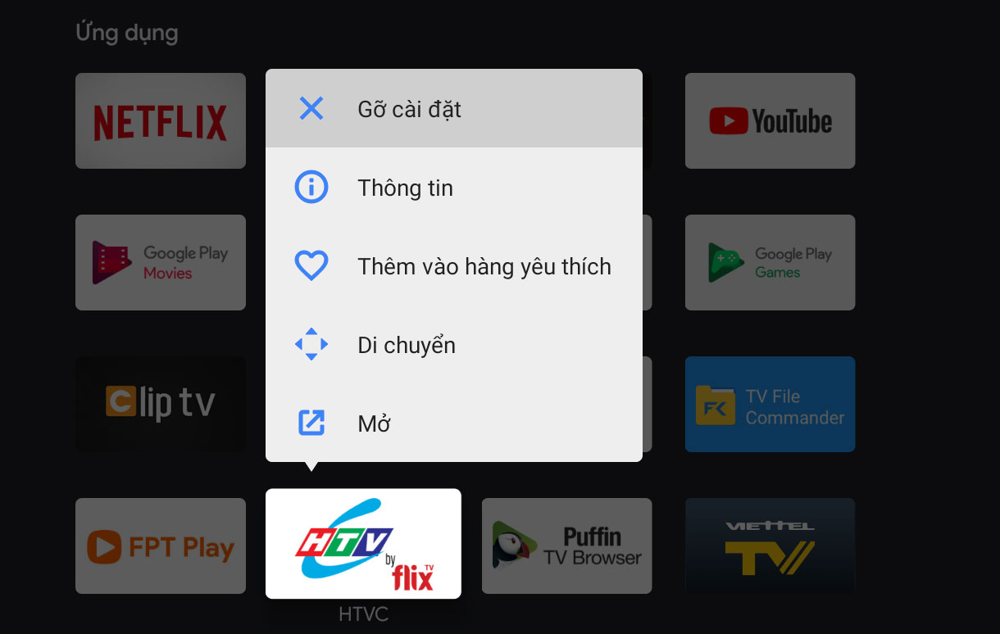 Ứng dụng
NETFLIX
Gỡ cài đặt
YouTube
Thông tin
Google Play
Movies
Thêm vào hàng yêu thích
Google Play
Games
Di chuyển
Clip tv
TV File
Commander
FK
Mở
FPT Play
HTV
by
flix
TV
Puffin
TV Browser
VIETTEL
TV
HTVC